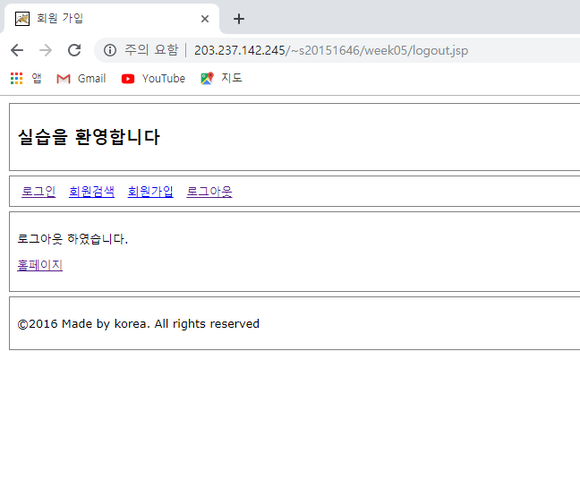 회원 가입
주의 요함 | 203.237.142.245/~s20151646/week05/logout.jsp
앱 Gmail YouTube 지도
실습을 환영합니다
로그인 회원검색 회원가입 로그아웃
로그아웃 하였습니다.
홈페이지
©2016 Made by korea. All rights reserved